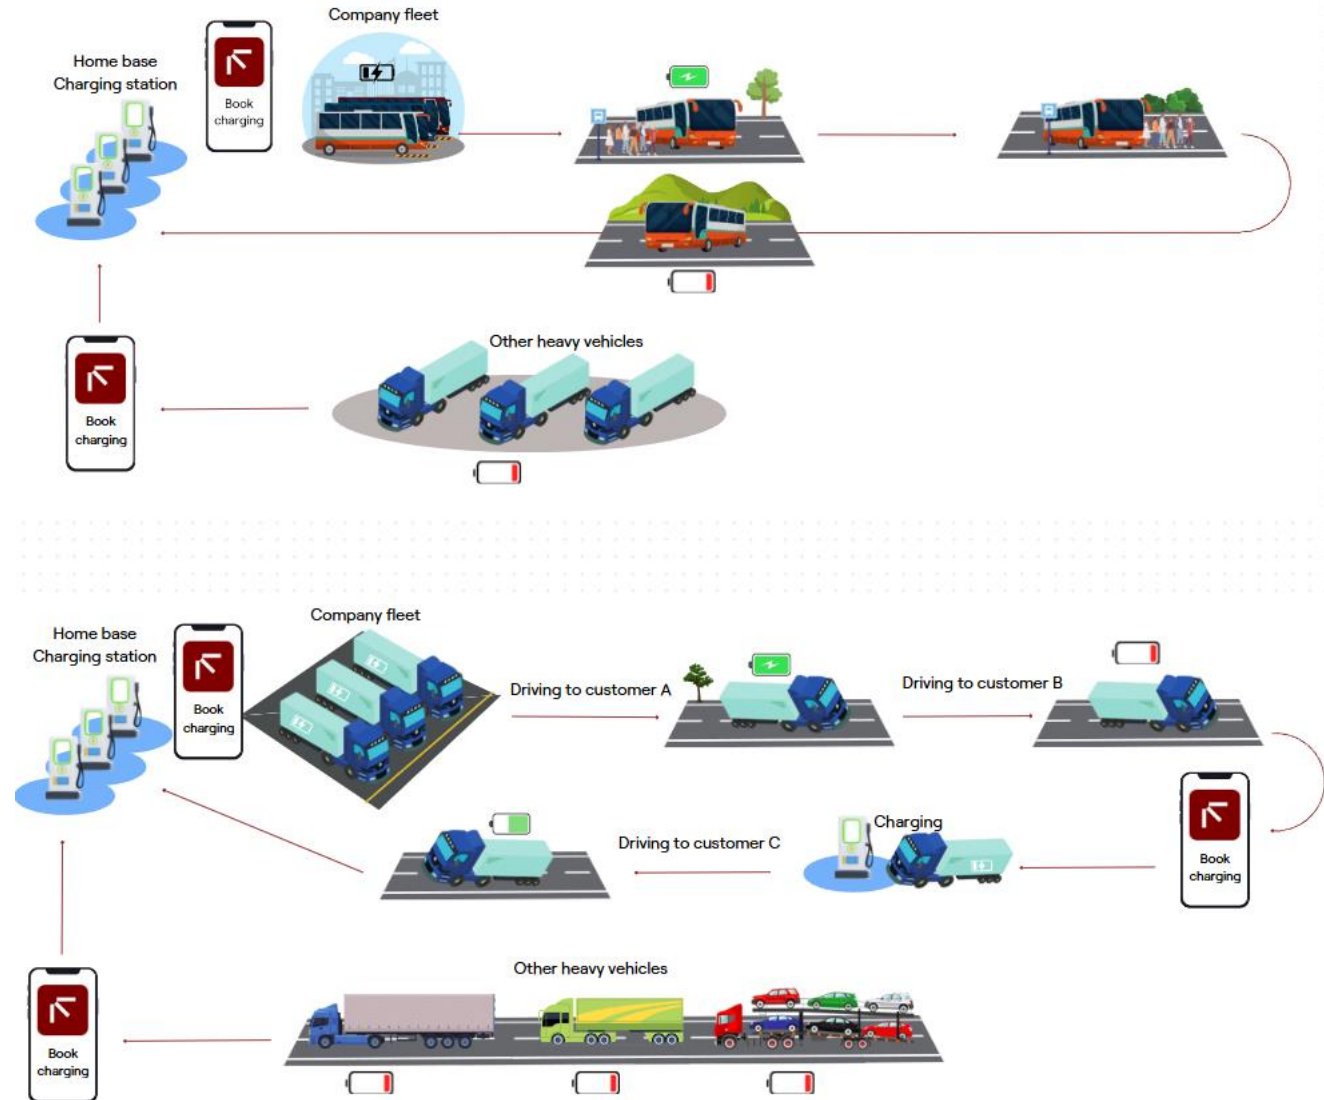 Company fleet
Home base
Charging station
Book
charging
Other heavy vehicles
Book
charging
Company fleet
Home base
Charging station
Book
charging
Driving to customer A
Driving to customer B
Charging
Driving to customer C
Book
charging
Other heavy vehicles
Book
charging